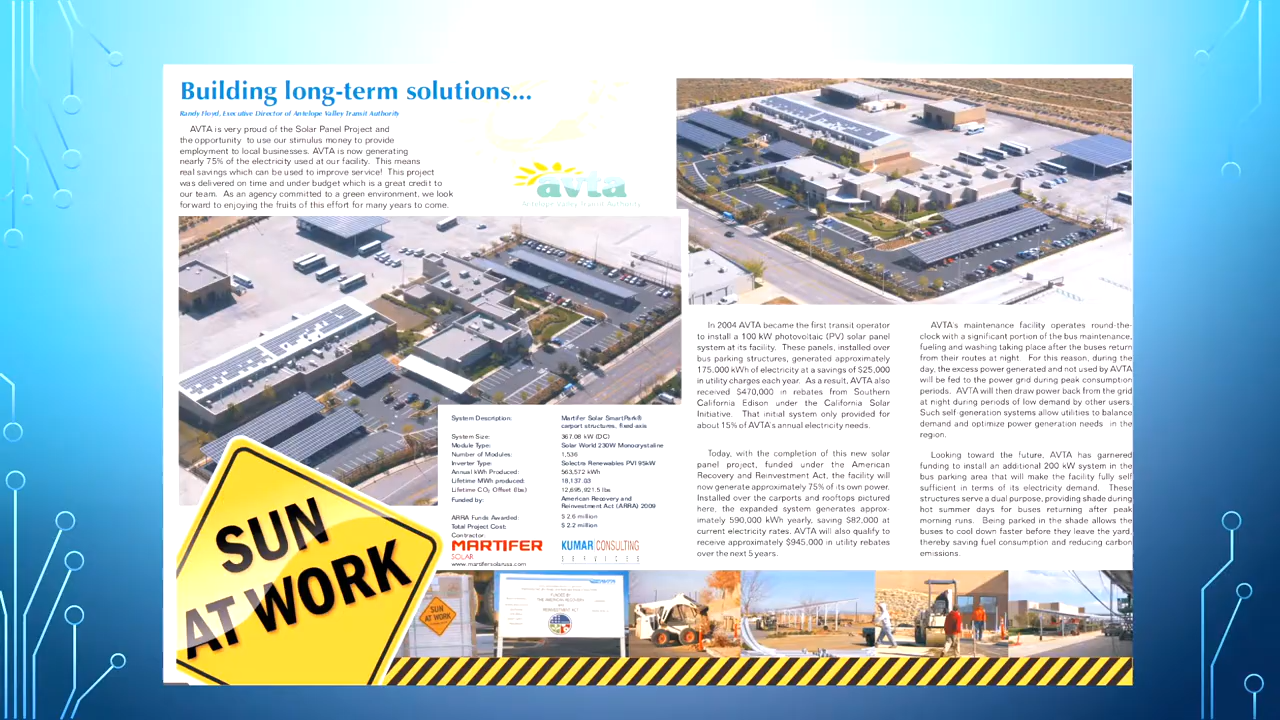 Building long-term solutions...
Randy Floyd, Executive Director of Antelope Valley Transit Authority
AVTA is very proud of the Solar Panel Project and
the opportunity to use our stimulus money to provide
employment to local businesses. AVTA is now generating
nearly 75% of the electricity used at our facility. This means
real savings which can be used to improve service! This project
was delivered on time and under budget which is a great credit to
our team. As an agency committed to a green environment, we look
forward to enjoying the fruits of this effort for many years to come.
avta
Antelope Valley Transit Authority
System Description: Martifer Solar SmartPark®
carport structures, fixed-axis
System Size: 367.08 kW (DC)
Module Type: Solar World 230W Monocrystaline
Number of Modules: 1,536
Inverter Type: Solectra Renewables PVI 95kW
Annual kWh Produced: 563,572 kWh
Lifetime MWh produced: 18,137.03
Lifetime CO2 Offset (lbs) 12,695,921.5 lbs
Funded by: American Recovery and
Reinvestment Act (ARRA) 2009
ARRA Funds Awarded: $ 2.6 million
Total Project Cost: $ 2.2 million
Contractor:
MARTIFER
SOLAR
www.martifersolarusa.com
KUMAR CONSULTING
SERVICES
In 2004 AVTA became the first transit operator
to install a 100 kW photovoltaic (PV) solar panel
system at its facility. These panels, installed over
bus parking structures, generated approximately
175,000 kWh of electricity at a savings of $25,000
in utility charges each year. As a result, AVTA also
received $470,000 in rebates from Southern
California Edison under the California Solar
Initiative. That initial system only provided for
about 15% of AVTA's annual electricity needs.
Today, with the completion of this new solar
panel project, funded under the American
Recovery and Reinvestment Act, the facility will
now generate approximately 75% of its own power.
Installed over the carports and rooftops pictured
here, the expanded system generates approx-
imately 590,000 kWh yearly, saving $82,000 at
current electricity rates. AVTA will also qualify to
receive approximately $945,000 in utility rebates
over the next 5 years.
AVTA's maintenance facility operates round-the-
clock with a significant portion of the bus maintenance,
fueling and washing taking place after the buses return
from their routes at night. For this reason, during the
day, the excess power generated and not used by AVTA
will be fed to the power grid during peak consumption
periods. AVTA will then draw power back from the grid
at night during periods of low demand by other users.
Such self generation systems allow utilities to balance
demand and optimize power generation needs in the
region.
Looking toward the future, AVTA has garnered
funding to install an additional 200 kW system in the
bus parking area that will make the facility fully self
sufficient in terms of its electricity demand. These
structures serve a dual purpose; providing shade during
hot summer days for buses returning after peak
morning runs. Being parked in the shade allows the
buses to cool down faster before they leave the yard,
thereby saving fuel consumption and reducing carbon
emissions.
SUN
AT WORK
SUN
AT WORK
FUNDED BY
THE AMERICAN RECOVERY
AND
REINVESTMENT ACT